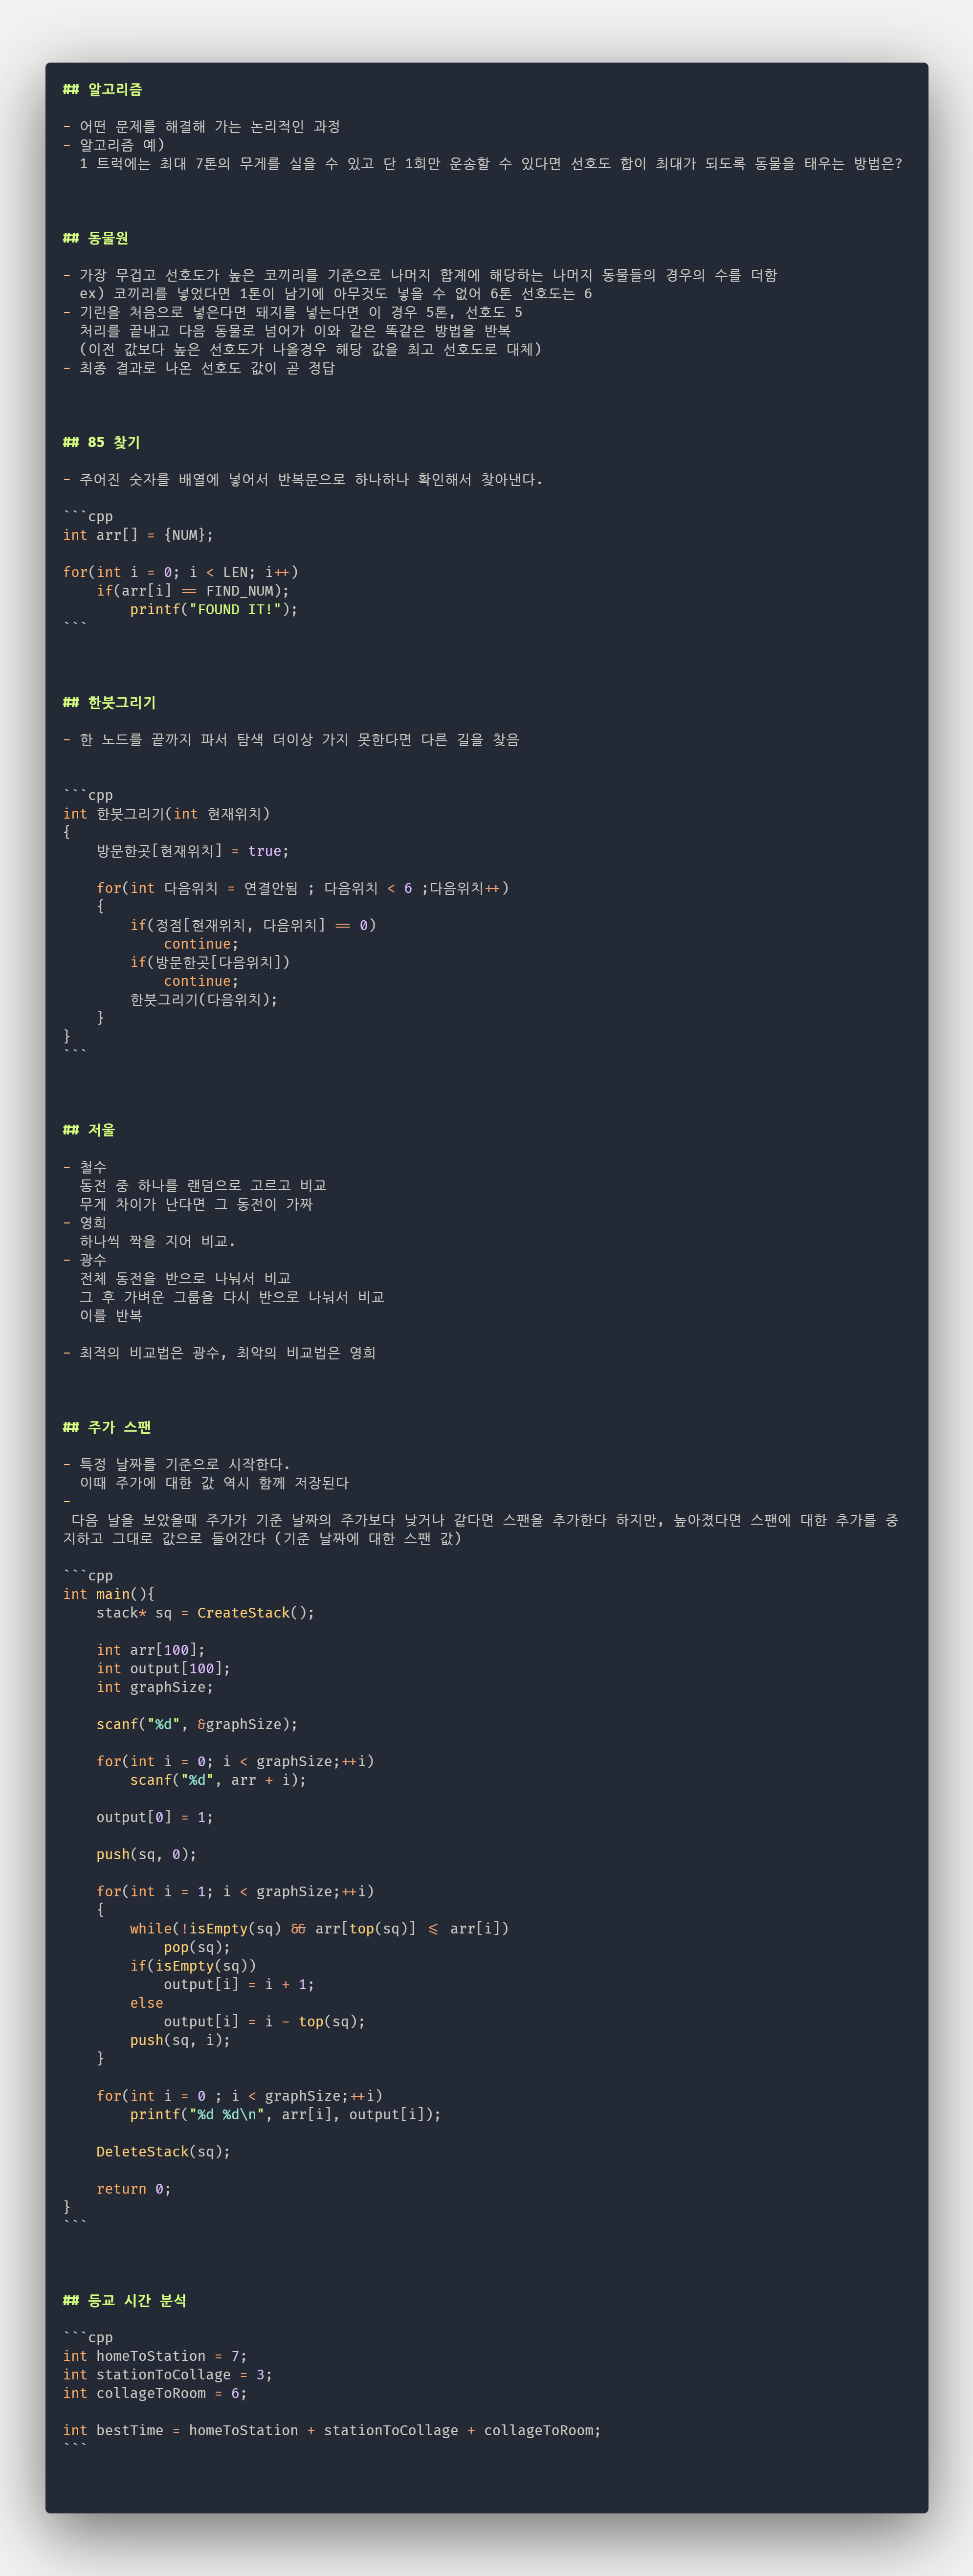 ## 알고리즘

- 어떤 문제를 해결해 가는 논리적인 과정
- 알고리즘 예)
  1 트럭에는 최대 7톤의 무게를 실을 수 있고 단 1회만 운송할 수 있다면 선호도 합이 최대가 되도록 동물을 태우는 방법은?

## 동물원

- 가장 무겁고 선호도가 높은 코끼리를 기준으로 나머지 합계에 해당하는 나머지 동물들의 경우의 수를 더함
  ex) 코끼리를 넣었다면 1톤이 남기에 아무것도 넣을 수 없어 6톤 선호도는 6
- 기린을 처음으로 넣은다면 돼지를 넣는다면 이 경우 5톤, 선호도 5
  처리를 끝내고 다음 동물로 넘어가 이와 같은 똑같은 방법을 반복
  (이전 값보다 높은 선호도가 나올경우 해당 값을 최고 선호도로 대체)
- 최종 결과로 나온 선호도 값이 곧 정답

## 85 찾기

- 주어진 숫자를 배열에 넣어서 반복문으로 하나하나 확인해서 찾아낸다.

```cpp
int arr[] = {NUM};

for(int i = 0; i < LEN; i++)
    if(arr[i] == FIND_NUM);
        printf("FOUND IT!");
```

## 한붓그리기

- 한 노드를 끝까지 파서 탐색 더이상 가지 못한다면 다른 길을 찾음

```cpp
int 한붓그리기(int 현재위치)
{
    방문한곳[현재위치] = true;

    for(int 다음위치 = 연결안됨 ; 다음위치 < 6 ;다음위치++)
    {
        if(정점[현재위치, 다음위치] == 0)
            continue;
        if(방문한곳[다음위치])
            continue;
        한붓그리기(다음위치);
    }
}
```

## 저울

- 철수
  동전 중 하나를 랜덤으로 고르고 비교
  무게 차이가 난다면 그 동전이 가짜
- 영희
  하나씩 짝을 지어 비교.
- 광수
  전체 동전을 반으로 나눠서 비교
  그 후 가벼운 그룹을 다시 반으로 나눠서 비교
  이를 반복

- 최적의 비교법은 광수, 최악의 비교법은 영희

## 주가 스팬

- 특정 날짜를 기준으로 시작한다.
  이때 주가에 대한 값 역시 함께 저장된다
-
 다음 날을 보았을때 주가가 기준 날짜의 주가보다 낮거나 같다면 스팬을 추가한다 하지만, 높아졌다면 스팬에 대한 추가를 중
지하고 그대로 값으로 들어간다 (기준 날짜에 대한 스팬 값)

```cpp
int main(){
    stack* sq = CreateStack();

    int arr[100];
    int output[100];
    int graphSize;

    scanf("%d", &graphSize);

    for(int i = 0; i < graphSize;++i)
        scanf("%d", arr + i);

    output[0] = 1;

    push(sq, 0);

    for(int i = 1; i < graphSize;++i)
    {
        while(!isEmpty(sq) && arr[top(sq)] <= arr[i])
            pop(sq);
        if(isEmpty(sq))
            output[i] = i + 1;
        else
            output[i] = i - top(sq);
        push(sq, i);
    }

    for(int i = 0 ; i < graphSize;++i)
        printf("%d %d\n", arr[i], output[i]);

    DeleteStack(sq);

    return 0;
}
```

## 등교 시간 분석

```cpp
int homeToStation = 7;
int stationToCollage = 3;
int collageToRoom = 6;

int bestTime = homeToStation + stationToCollage + collageToRoom;
```